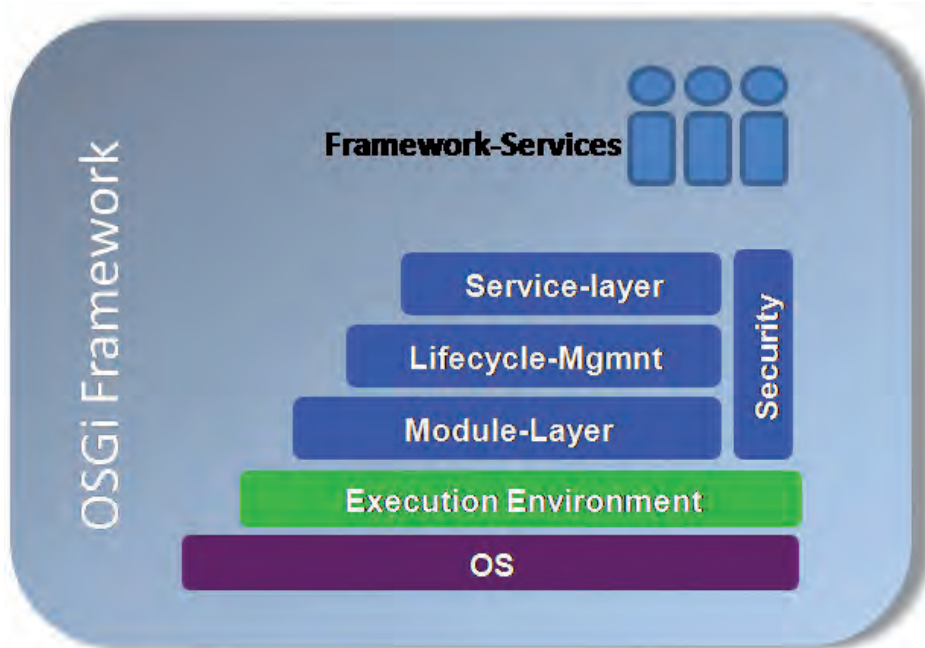 OSGi Framework
Framework-Services
Service-layer
Lifecycle-Mgmnt
Module-Layer
Security
Execution Environment
OS